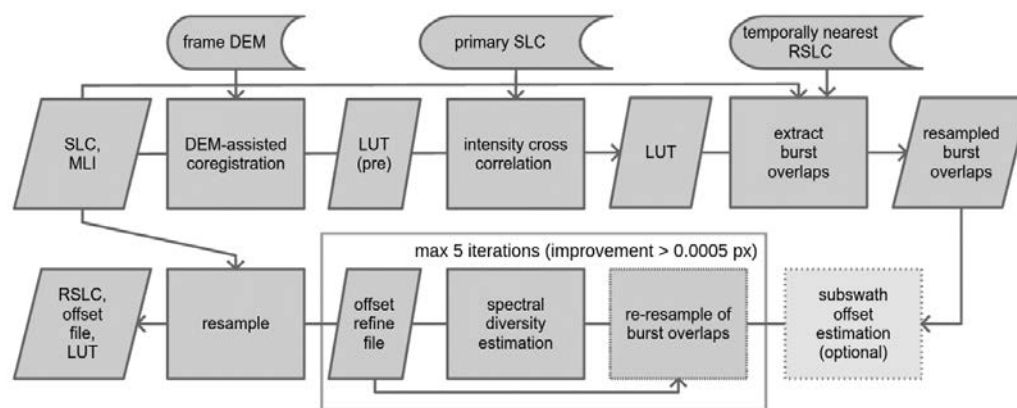 frame DEM
primary SLC
temporally nearest
RSLC
SLC,
MLI
DEM-assisted
coregistration
LUT
(pre)
intensity cross
correlation
LUT
extract
burst
overlaps
resampled
burst
overlaps
max 5 iterations (improvement > 0.0005 px)
RSLC,
offset
file,
LUT
resample
offset
refine
file
spectral
diversity
estimation
re-resample of
burst overlaps
subswath
offset
estimation
(optional)